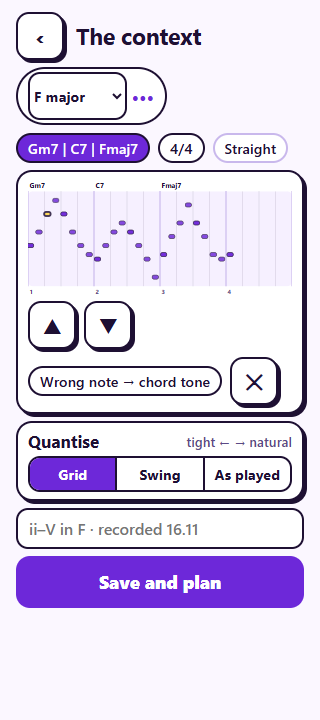 ‹ The context
F major •••
Gm7 | C7 | Fmaj7 4/4 Straight
Gm7 C7 Fmaj7
1 2 3 4
▲ ▼
Wrong note → chord tone ×
Quantise tight ← → natural
Grid Swing As played
ii–V in F · recorded 16.11
Save and plan